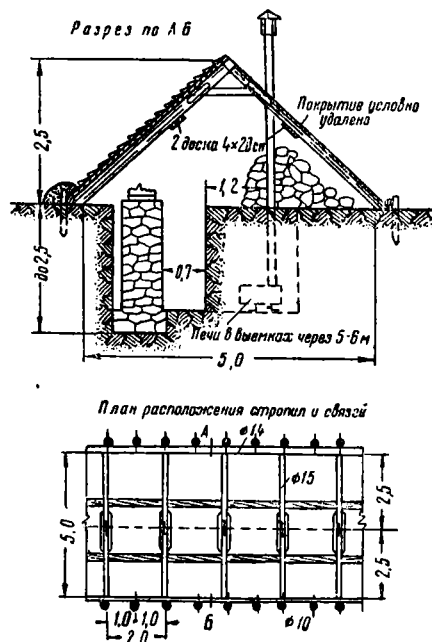 Разрез по АБ
Покрытие условно
удалено
2 доски 4×20см
2,5
1,2
до 2,5
0,7
Печи в выемках через 5-6м
5,0
План расположения стропил и связей
А
ф14
ф15
5,0
2,5
2,5
1,0
1,0
Б
ф10
2,0